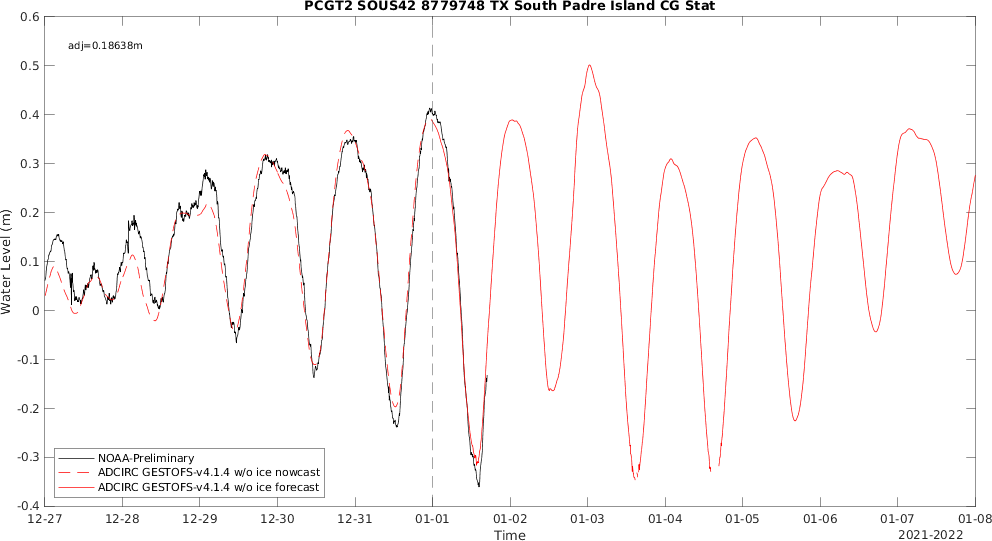 PCGT2 SOUS42 8779748 TX South Padre Island CG Stat
adj=0.18638m
Water Level (m)
0.6
0.5
0.4
0.3
0.2
0.1
0
-0.1
-0.2
-0.3
-0.4
NOAA-Preliminary
ADCIRC GESTOFS-v4.1.4 w/o ice nowcast
ADCIRC GESTOFS-v4.1.4 w/o ice forecast
12-27 12-28 12-29 12-30 12-31 01-01 01-02 01-03 01-04 01-05 01-06 01-07 01-08
Time
2021-2022